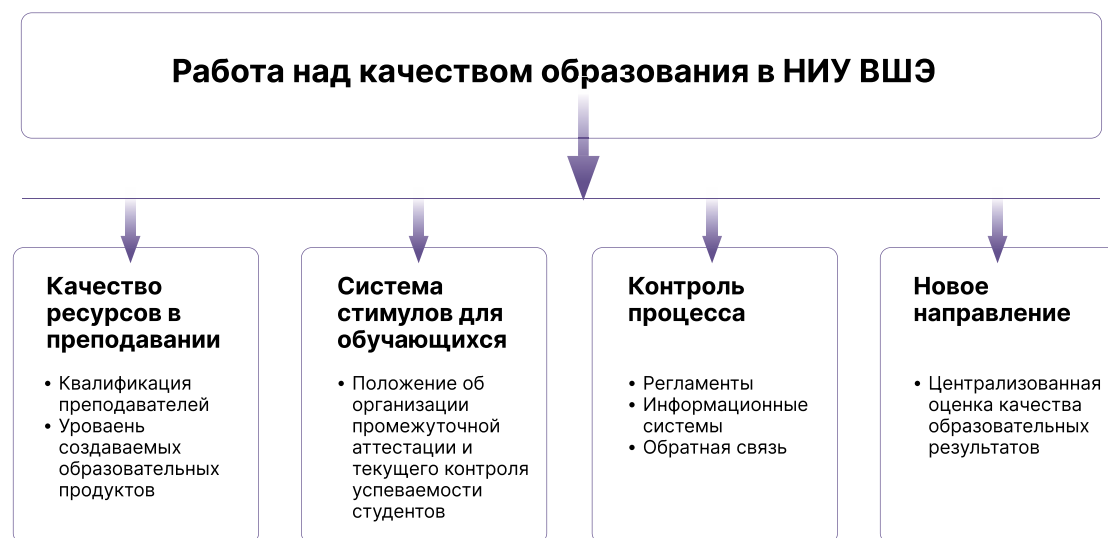 Работа над качеством образования в НИУ ВШЭ
Качество
ресурсов в
преподавании
• Квалификация
преподавателей
• Уроваень
создаваемых
образовательных
продуктов
Система
стимулов для
обучающихся
• Положение об
организации
промежуточной
аттестации и
текущего контроля
успеваемости
студентов
Контроль
процесса
• Регламенты
• Информационные
системы
• Обратная связь
Новое
направление
• Централизованная
оценка качества
образовательных
результатов